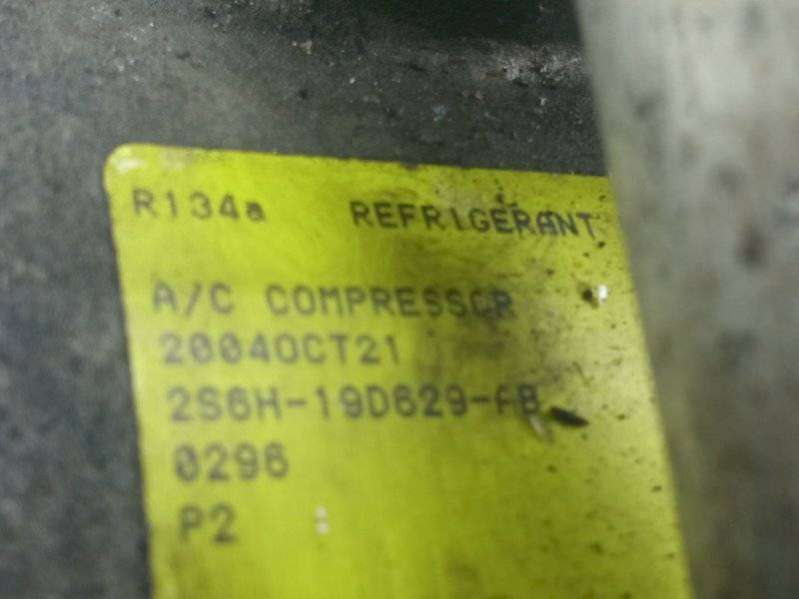 R134a REFRIGERANT
A/C COMPRESSOR
2004OCT21
2S6H-19D629-AB
0296
P2